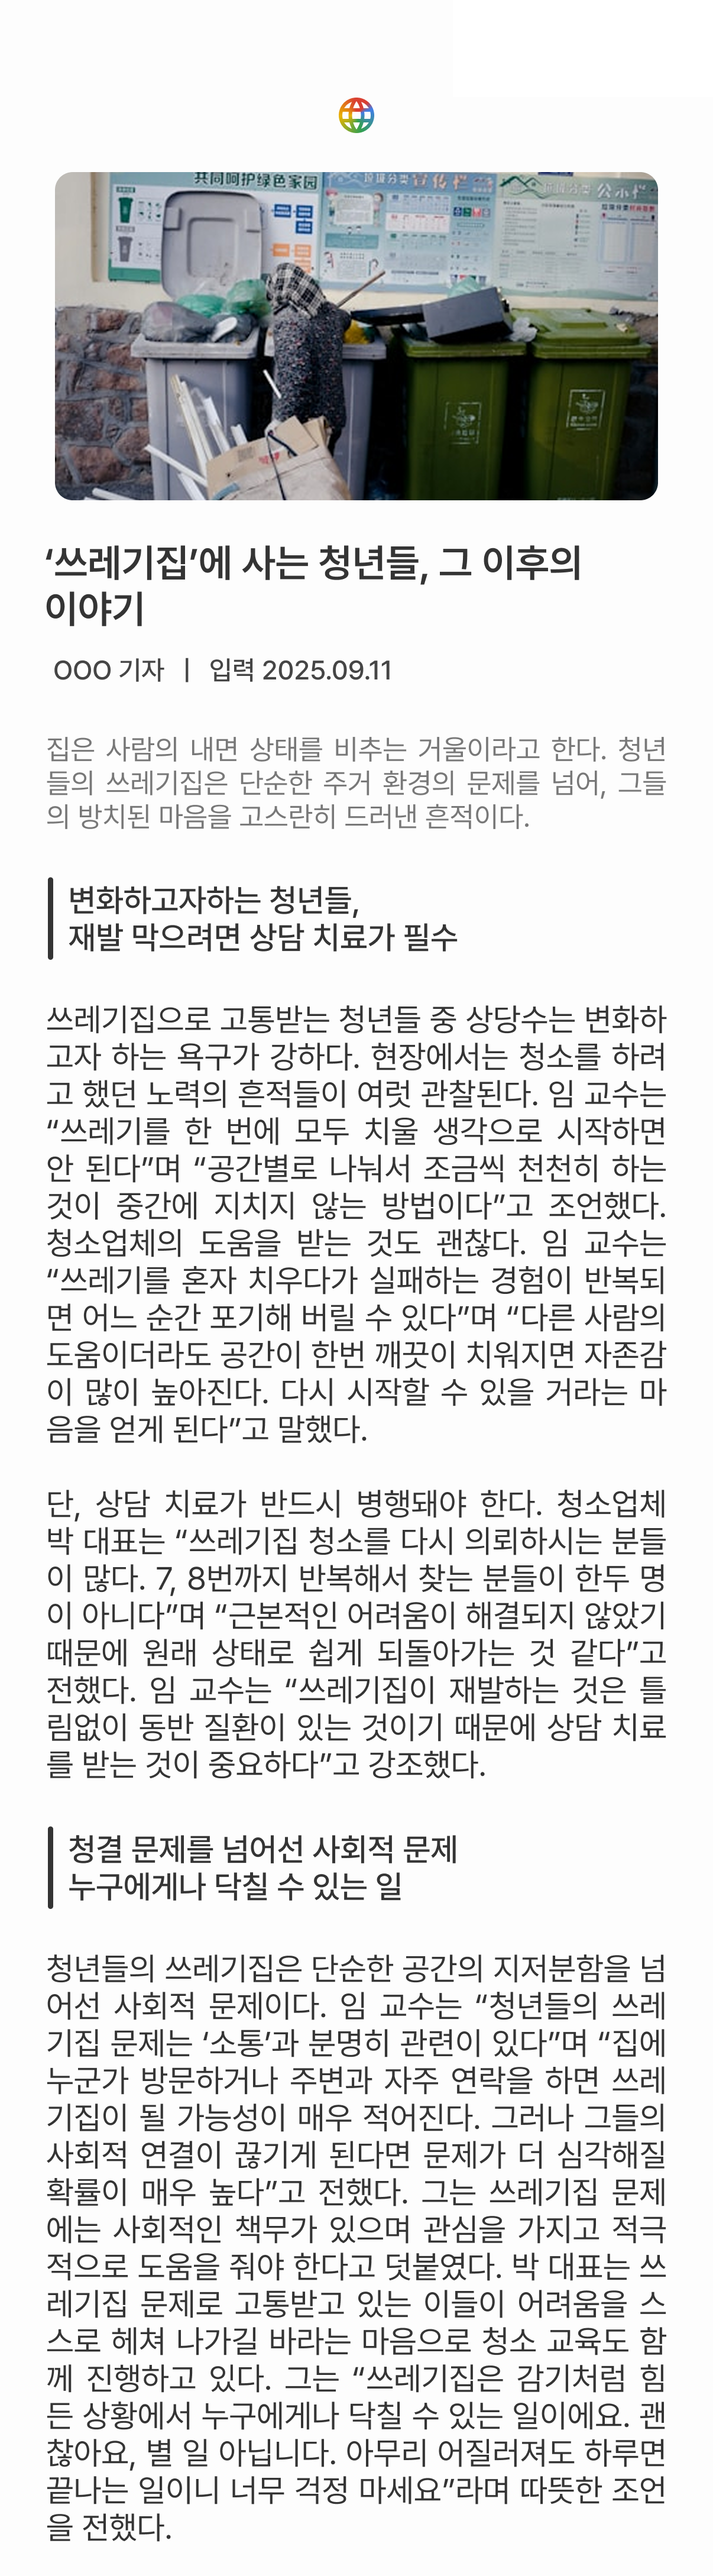 共同呵护绿色家园
垃圾分类宣传栏
垃圾分类公示栏
‘쓰레기집’에 사는 청년들, 그 이후의
이야기
OOO 기자 | 입력 2025.09.11
집은 사람의 내면 상태를 비추는 거울이라고 한다. 청년
들의 쓰레기집은 단순한 주거 환경의 문제를 넘어, 그들
의 방치된 마음을 고스란히 드러낸 흔적이다.
변화하고자하는 청년들,
재발 막으려면 상담 치료가 필수
쓰레기집으로 고통받는 청년들 중 상당수는 변화하
고자 하는 욕구가 강하다. 현장에서는 청소를 하려
고 했던 노력의 흔적들이 여럿 관찰된다. 임 교수는
“쓰레기를 한 번에 모두 치울 생각으로 시작하면
안 된다”며 “공간별로 나눠서 조금씩 천천히 하는
것이 중간에 지치지 않는 방법이다”고 조언했다.
청소업체의 도움을 받는 것도 괜찮다. 임 교수는
“쓰레기를 혼자 치우다가 실패하는 경험이 반복되
면 어느 순간 포기해 버릴 수 있다”며 “다른 사람의
도움이더라도 공간이 한번 깨끗이 치워지면 자존감
이 많이 높아진다. 다시 시작할 수 있을 거라는 마
음을 얻게 된다”고 말했다.
단, 상담 치료가 반드시 병행돼야 한다. 청소업체
박 대표는 “쓰레기집 청소를 다시 의뢰하시는 분들
이 많다. 7, 8번까지 반복해서 찾는 분들이 한두 명
이 아니다”며 “근본적인 어려움이 해결되지 않았기
때문에 원래 상태로 쉽게 되돌아가는 것 같다”고
전했다. 임 교수는 “쓰레기집이 재발하는 것은 틀
림없이 동반 질환이 있는 것이기 때문에 상담 치료
를 받는 것이 중요하다”고 강조했다.
청결 문제를 넘어선 사회적 문제
누구에게나 닥칠 수 있는 일
청년들의 쓰레기집은 단순한 공간의 지저분함을 넘
어선 사회적 문제이다. 임 교수는 “청년들의 쓰레
기집 문제는 ‘소통’과 분명히 관련이 있다”며 “집에
누군가 방문하거나 주변과 자주 연락을 하면 쓰레
기집이 될 가능성이 매우 적어진다. 그러나 그들의
사회적 연결이 끊기게 된다면 문제가 더 심각해질
확률이 매우 높다”고 전했다. 그는 쓰레기집 문제
에는 사회적인 책무가 있으며 관심을 가지고 적극
적으로 도움을 줘야 한다고 덧붙였다. 박 대표는 쓰
레기집 문제로 고통받고 있는 이들이 어려움을 스
스로 헤쳐 나가길 바라는 마음으로 청소 교육도 함
께 진행하고 있다. 그는 “쓰레기집은 감기처럼 힘
든 상황에서 누구에게나 닥칠 수 있는 일이에요. 괜
찮아요, 별 일 아닙니다. 아무리 어질러져도 하루면
끝나는 일이니 너무 걱정 마세요”라며 따뜻한 조언
을 전했다.